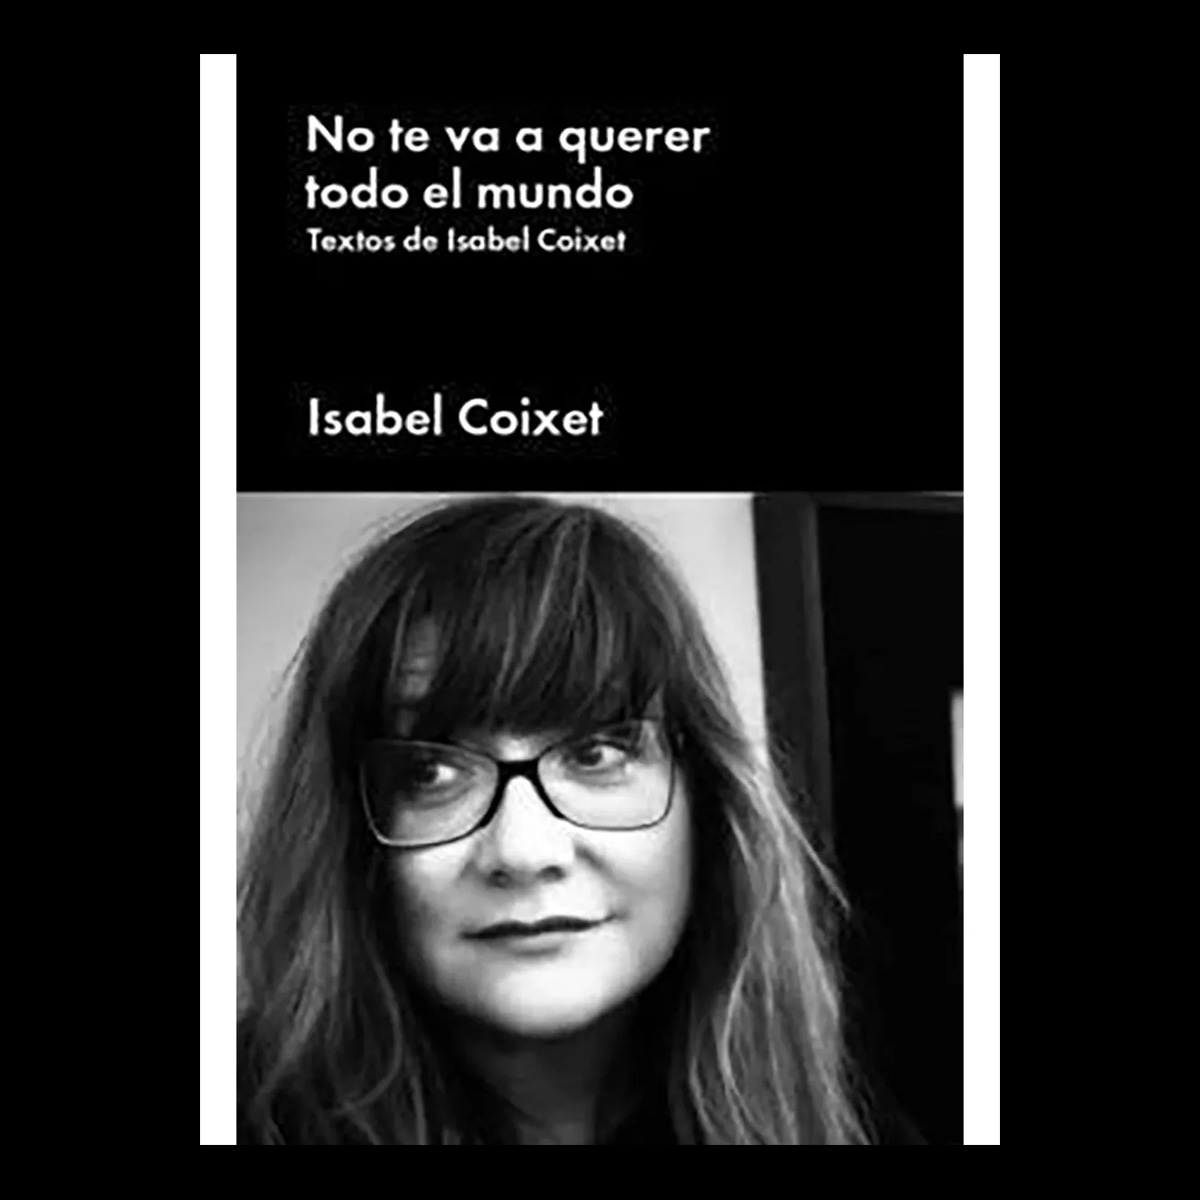 No te va a querer
todo el mundo
Textos de Isabel Coixet
Isabel Coixet